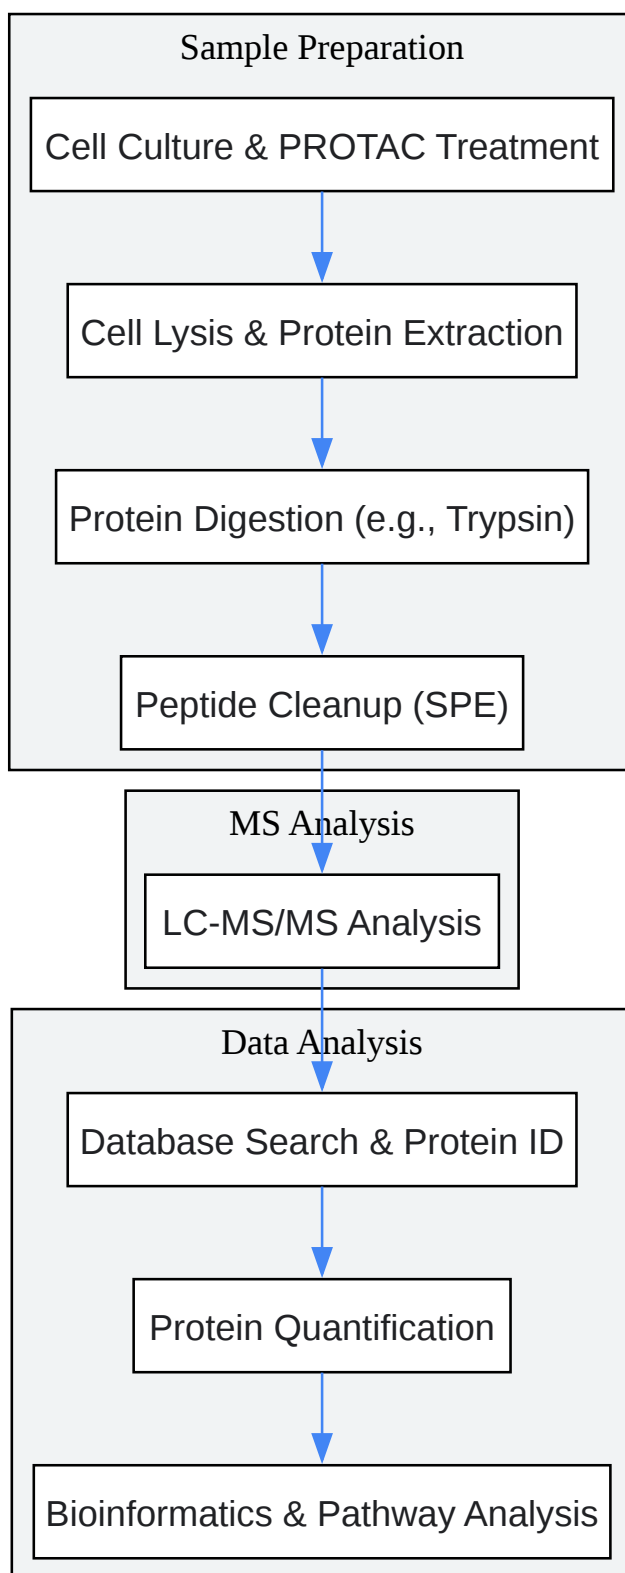 Sample Preparation
Cell Culture & PROTAC Treatment
Cell Lysis & Protein Extraction
Protein Digestion (e.g., Trypsin)
Peptide Cleanup (SPE)
MS Analysis
LC-MS/MS Analysis
Data Analysis
Database Search & Protein ID
Protein Quantification
Bioinformatics & Pathway Analysis